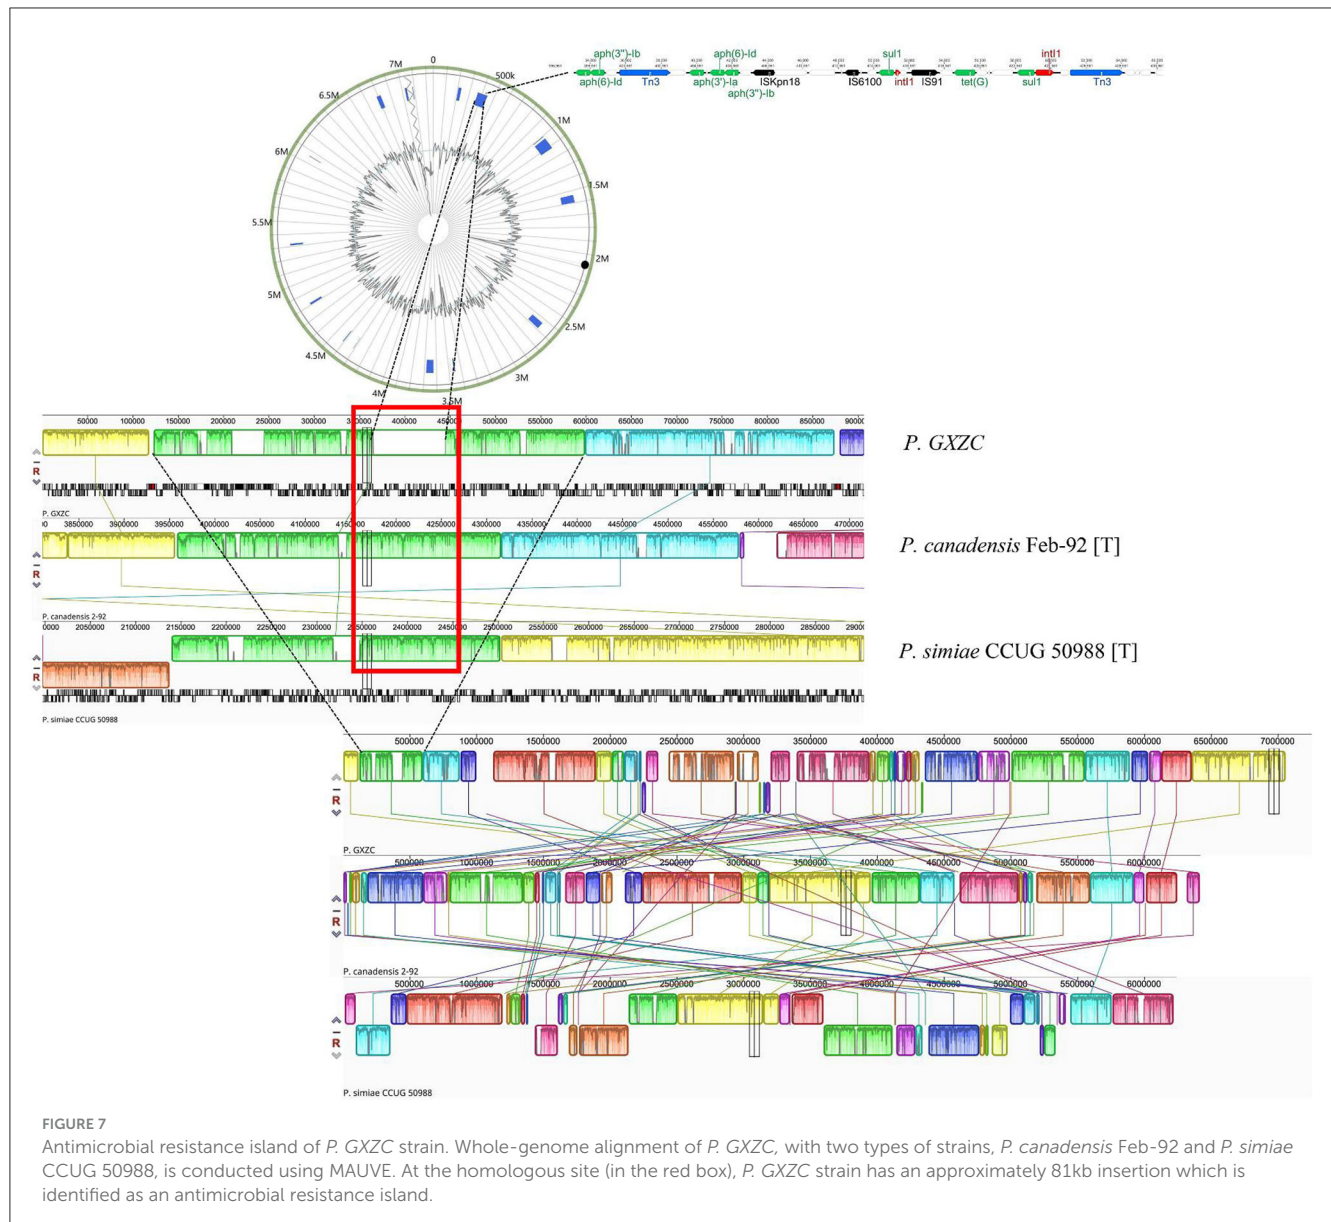 aph(3")-Ib
aph(6)-Id
sul1
intI1
aph(6)-Id
Tn3
aph(3')-Ia
ISKpn18
aph(3")-Ib
IS6100
intI1
IS91
tet(G)
sul1
Tn3
0
500k
1M
1.5M
2M
2.5M
3M
3.5M
4M
4.5M
5M
5.5M
6M
6.5M
7M
50000 100000 150000 200000 250000 300000 350000 400000 450000 500000 550000 600000 650000 700000 750000 800000 850000 90000
R
P. GXZC
P. GXZC
00 3850000 3900000 3950000 4000000 4050000 4100000 4150000 4200000 4250000 4300000 4350000 4400000 4450000 4500000 4550000 4600000 4650000 4700000
R
P. canadensis Feb-92 [T]
P. canadensis 2-92
0000 2050000 2100000 2150000 2200000 2250000 2300000 2350000 2400000 2450000 2500000 2550000 2600000 2650000 2700000 2750000 2800000 2850000 29000
R
P. simiae CCUG 50988 [T]
P. simiae CCUG 50988
500000 1000000 1500000 2000000 2500000 3000000 3500000 4000000 4500000 5000000 5500000 6000000 6500000 7000000
R
P. GXZC
500000 1000000 1500000 2000000 2500000 3000000 3500000 4000000 4500000 5000000 5500000 6000000
R
P. canadensis 2-92
500000 1000000 1500000 2000000 2500000 3000000 3500000 4000000 4500000 5000000 5500000 6000000
R
P. simiae CCUG 50988
FIGURE 7
Antimicrobial resistance island of P. GXZC strain. Whole-genome alignment of P. GXZC, with two types of strains, P. canadensis Feb-92 and P. simiae
CCUG 50988, is conducted using MAUVE. At the homologous site (in the red box), P. GXZC strain has an approximately 81kb insertion which is
identified as an antimicrobial resistance island.